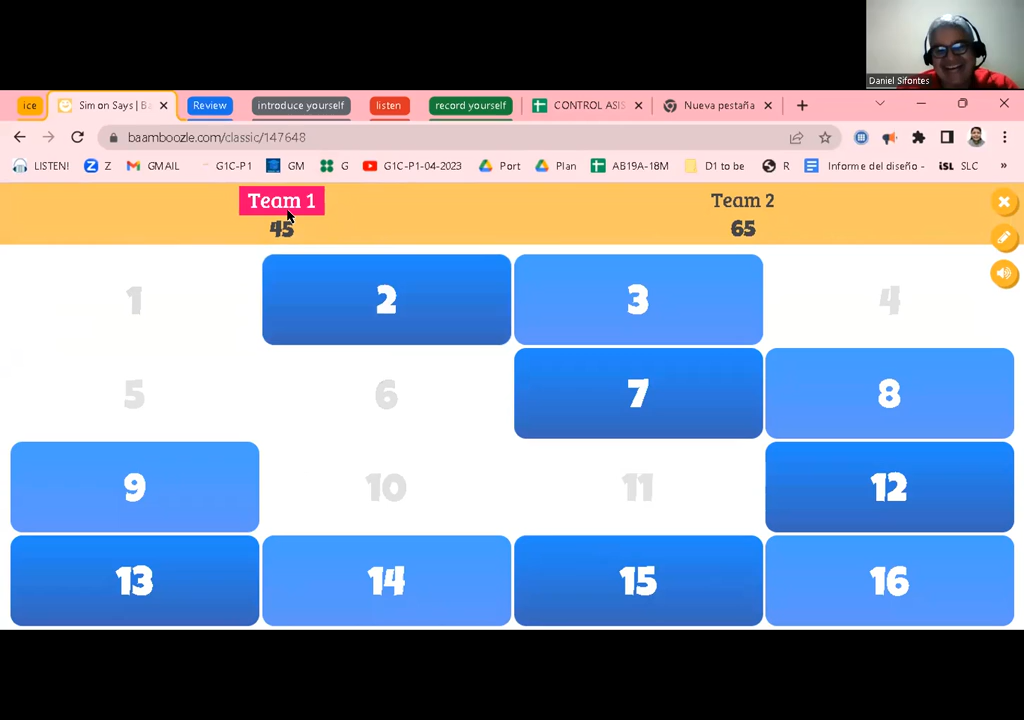 Daniel Sifontes
ice
Simon Says | Ba
Review
introduce yourself
listen
record yourself
CONTROL ASIS
Nueva pestaña
baamboozle.com/classic/147648
LISTEN! Z GMAIL G1C-P1 GM G G1C-P1-04-2023 Port Plan AB19A-18M D1 to be R Informe del diseño - iSL SLC »
Team 1 Team 2
45 65
1 2 3 4
5 6 7 8
9 10 11 12
13 14 15 16